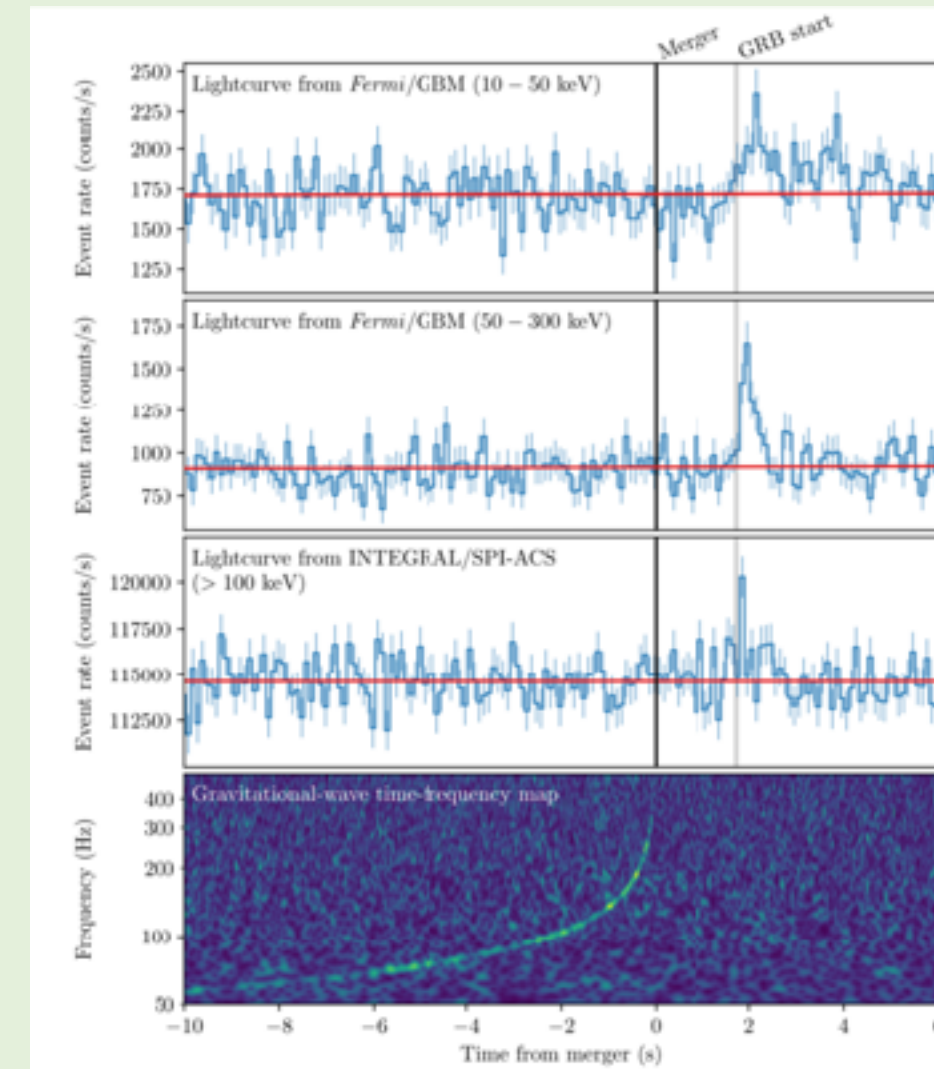 Merger GRB start
Lightcurve from Fermi/GBM (10 – 50 keV)
Event rate (counts/s)
2500
2250
2000
1750
1500
1250
Lightcurve from Fermi/GBM (50 – 300 keV)
Event rate (counts/s)
1750
1500
1250
1000
750
Lightcurve from INTEGRAL/SPI-ACS
(> 100 keV)
Event rate (counts/s)
120000
117500
115000
112500
Gravitational-wave time-frequency map
Frequency (Hz)
400
300
200
100
50
−10 −8 −6 −4 −2 0 2 4
Time from merger (s)